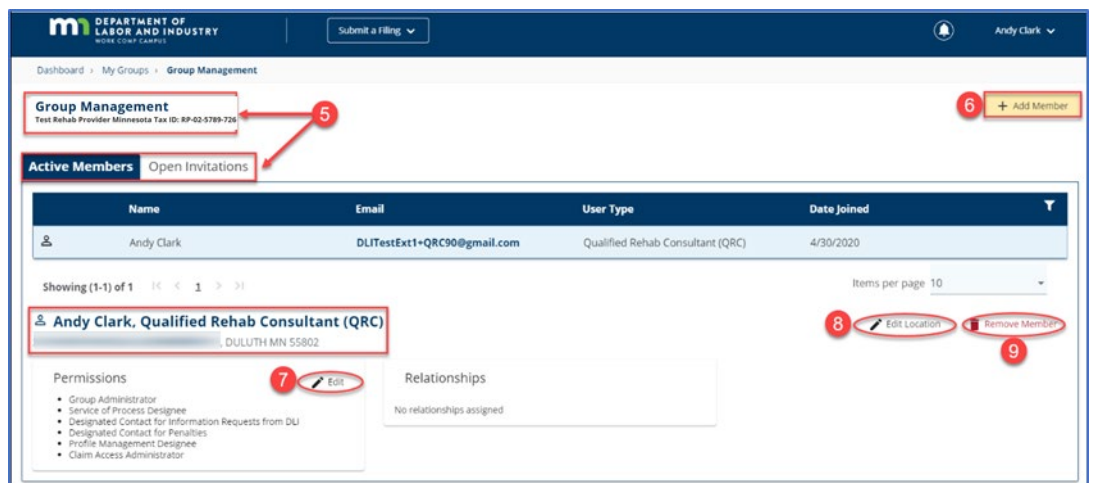 DEPARTMENT OF
LABOR AND INDUSTRY
WORK COMP CAMPUS
Submit a Filing
Andy Clark
Dashboard › My Groups › Group Management
Group Management
Test Rehab Provider Minnesota Tax ID: RP-02-5789-726
5
6
+ Add Member
Active Members Open Invitations
Name Email User Type Date Joined
Andy Clark DLITestExt1+QRC90@gmail.com Qualified Rehab Consultant (QRC) 4/30/2020
Showing (1-1) of 1 |< < 1 > >|
Items per page 10
Andy Clark, Qualified Rehab Consultant (QRC)
, DULUTH MN 55802
8
Edit Location
Remove Member
9
Permissions
7
Edit
• Group Administrator
• Service of Process Designee
• Designated Contact for Information Requests from DLI
• Designated Contact for Penalties
• Profile Management Designee
• Claim Access Administrator
Relationships
No relationships assigned